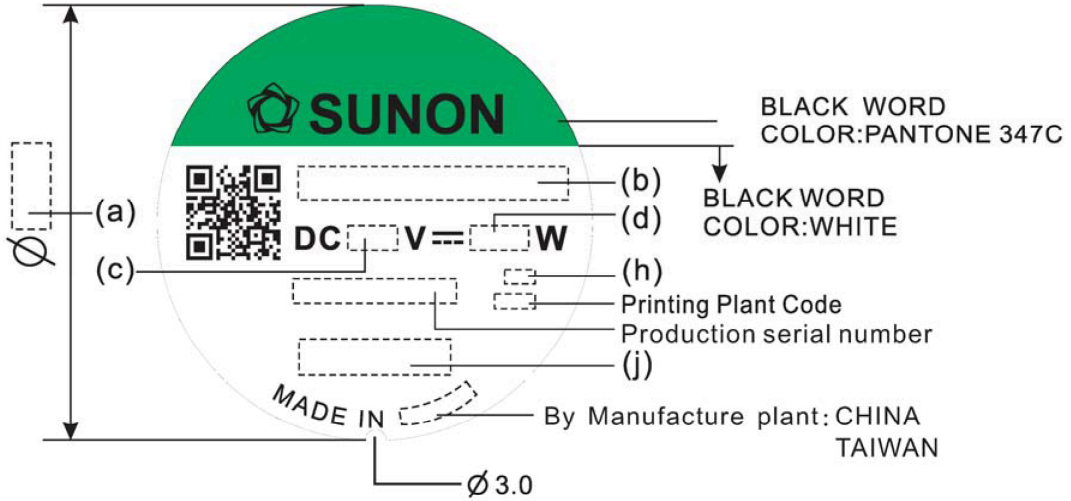 SUNON
BLACK WORD
COLOR:PANTONE 347C
(b)
BLACK WORD
COLOR:WHITE
(a)
Ø
DC V⎓ W
(d)
(c)
(h)
Printing Plant Code
Production serial number
(j)
MADE IN
By Manufacture plant: CHINA
TAIWAN
Ø 3.0